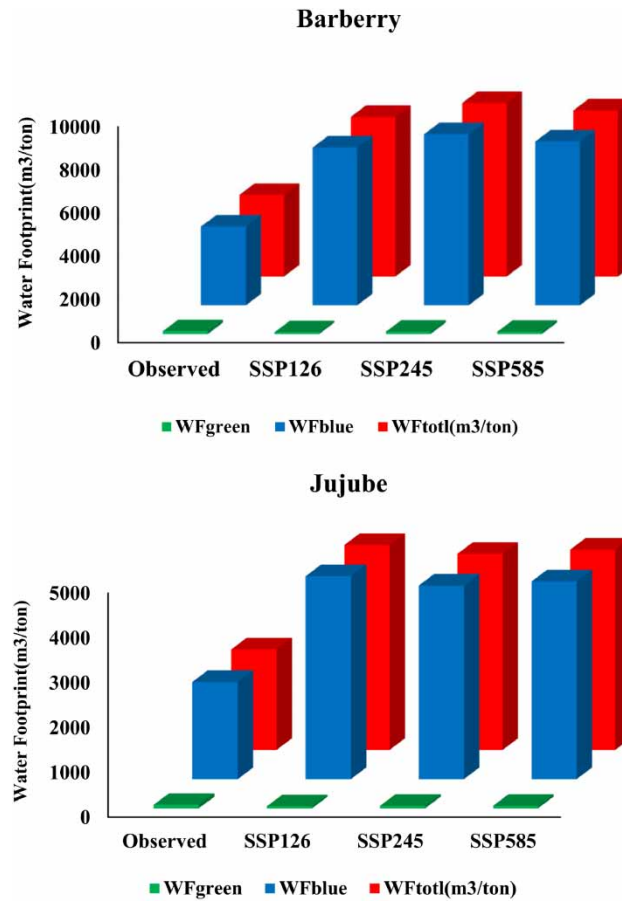 Barberry
Water Footprint(m3/ton)
10000
8000
6000
4000
2000
0
Observed SSP126 SSP245 SSP585
WFgreen WFblue WFtotl(m3/ton)
Jujube
Water Footprint(m3/ton)
5000
4000
3000
2000
1000
0
Observed SSP126 SSP245 SSP585
WFgreen WFblue WFtotl(m3/ton)